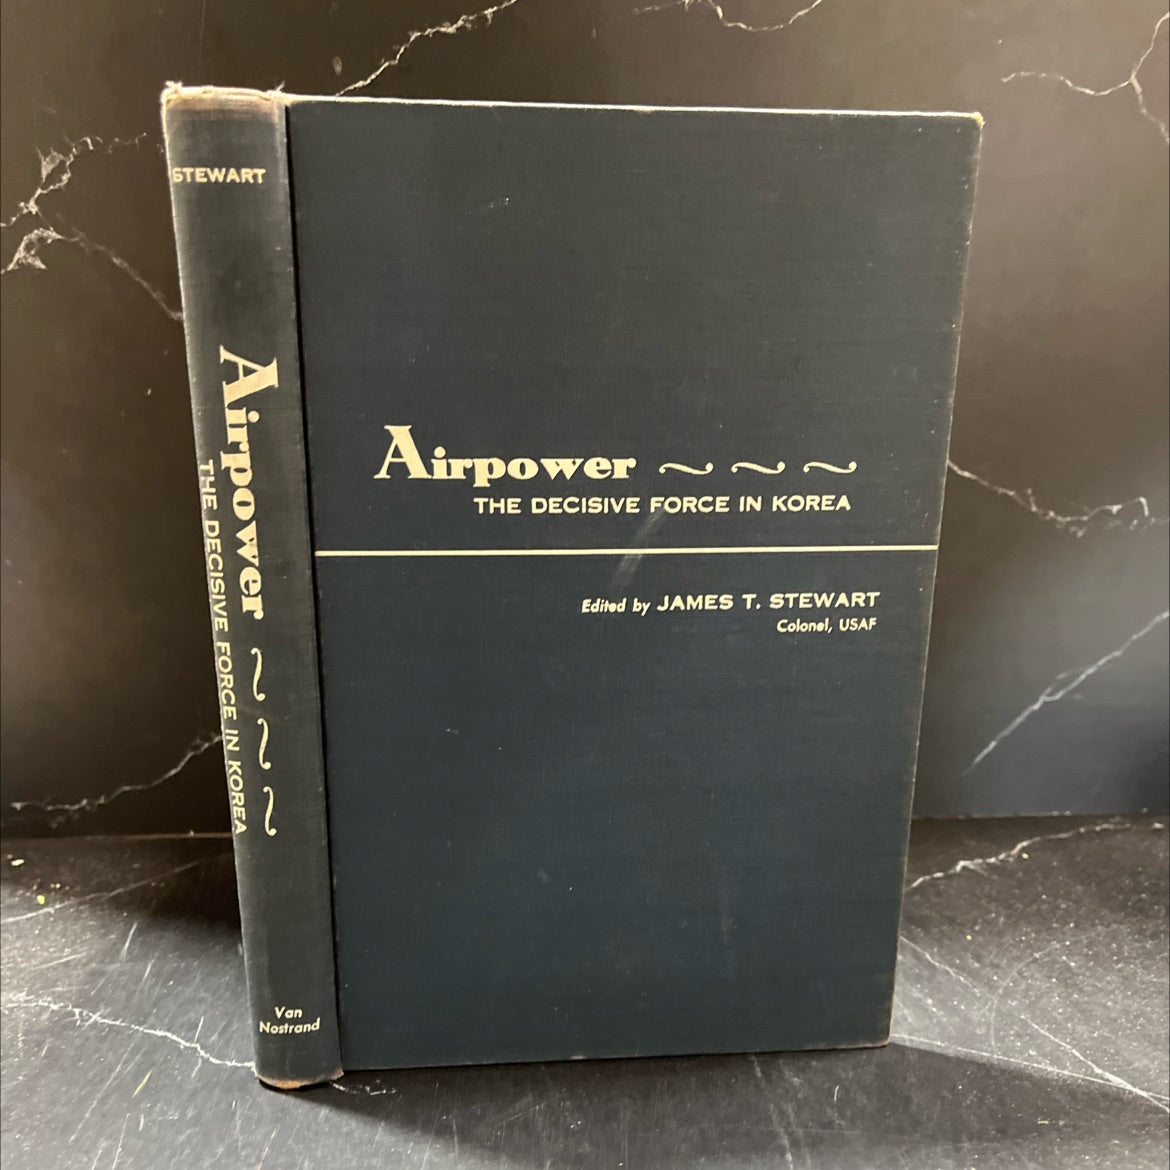 STEWART
Airpower
THE DECISIVE FORCE IN KOREA
Van
Nostrand
Airpower
THE DECISIVE FORCE IN KOREA
Edited by JAMES T. STEWART
Colonel, USAF